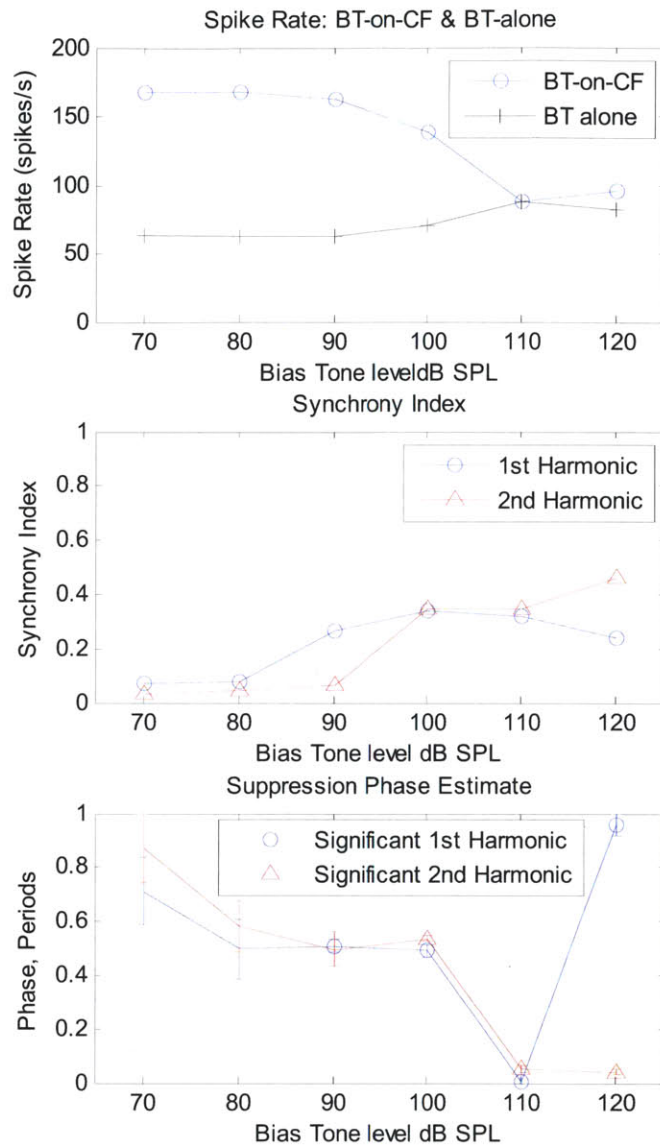 Spike Rate: BT-on-CF & BT-alone
200
150
100
50
0
Spike Rate (spikes/s)
BT-on-CF
BT alone
70 80 90 100 110 120
Bias Tone leveldB SPL
Synchrony Index
1
0.8
0.6
0.4
0.2
0
Synchrony Index
1st Harmonic
2nd Harmonic
70 80 90 100 110 120
Bias Tone level dB SPL
Suppression Phase Estimate
1
0.8
0.6
0.4
0.2
0
Phase, Periods
Significant 1st Harmonic
Significant 2nd Harmonic
70 80 90 100 110 120
Bias Tone level dB SPL